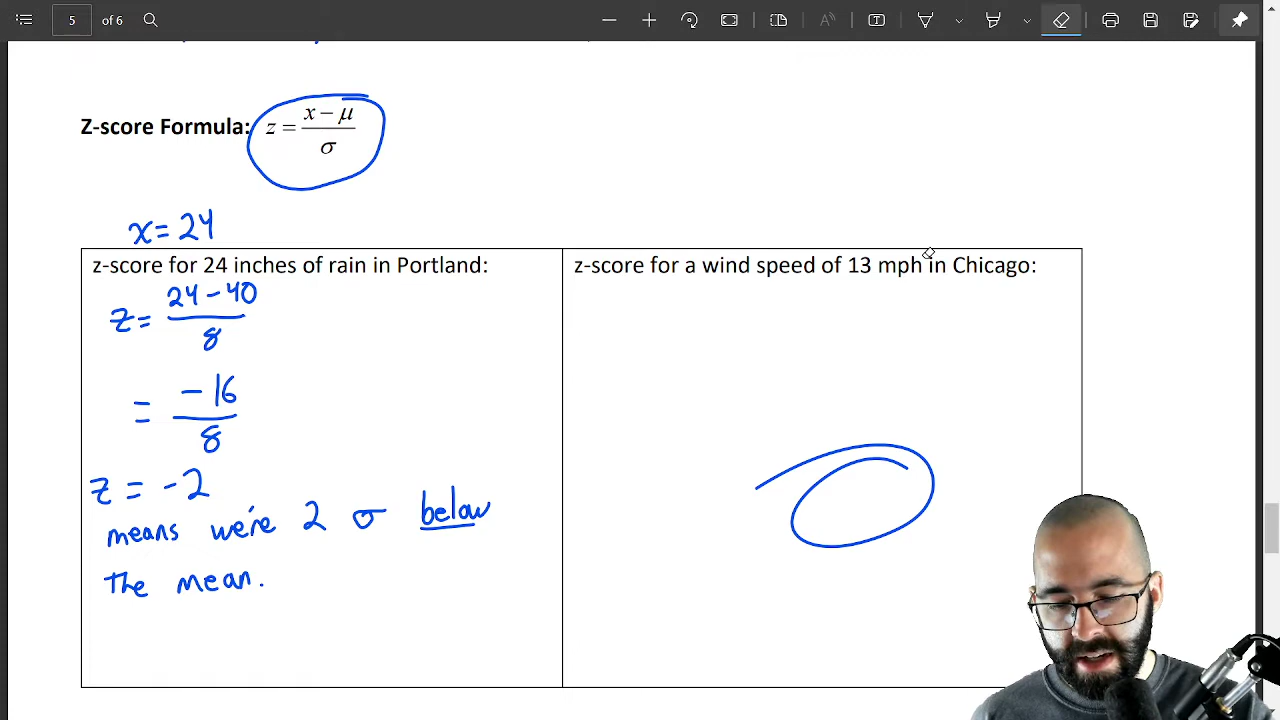 5 of 6
Z-score Formula: z = x − μ / σ
x = 24
z-score for 24 inches of rain in Portland:
z = 24 − 40 / 8
= −16 / 8
z = −2
means we're 2 σ below
the mean.
z-score for a wind speed of 13 mph in Chicago: